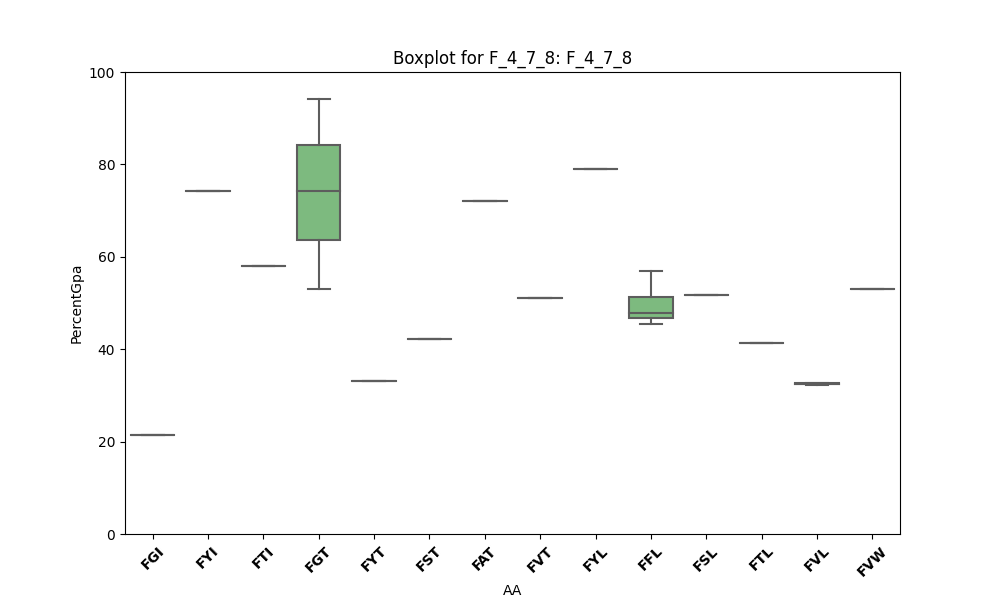 Boxplot for F_4_7_8: F_4_7_8
100
80
60
40
20
0
PercentGpa
FGI FYI FTI FGT FYT FST FAT FVT FYL FFL FSL FTL FVL FVW
AA